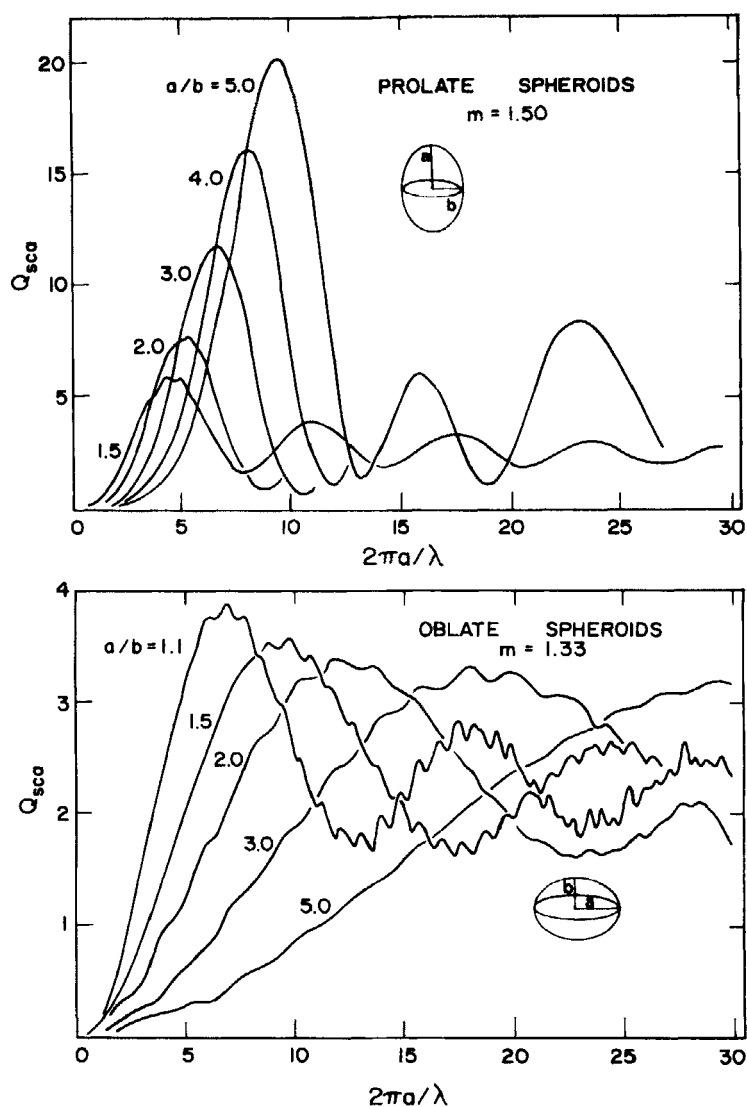 20
15
10
5
Qsca
a/b = 5.0
4.0
3.0
2.0
1.5
PROLATE SPHEROIDS
m = 1.50
a
b
5
10
15
20
25
30
2πa/λ
4
3
2
1
Qsca
a/b = 1.1
1.5
2.0
3.0
5.0
OBLATE SPHEROIDS
m = 1.33
b
a
0
5
10
15
20
25
30
2πa/λ